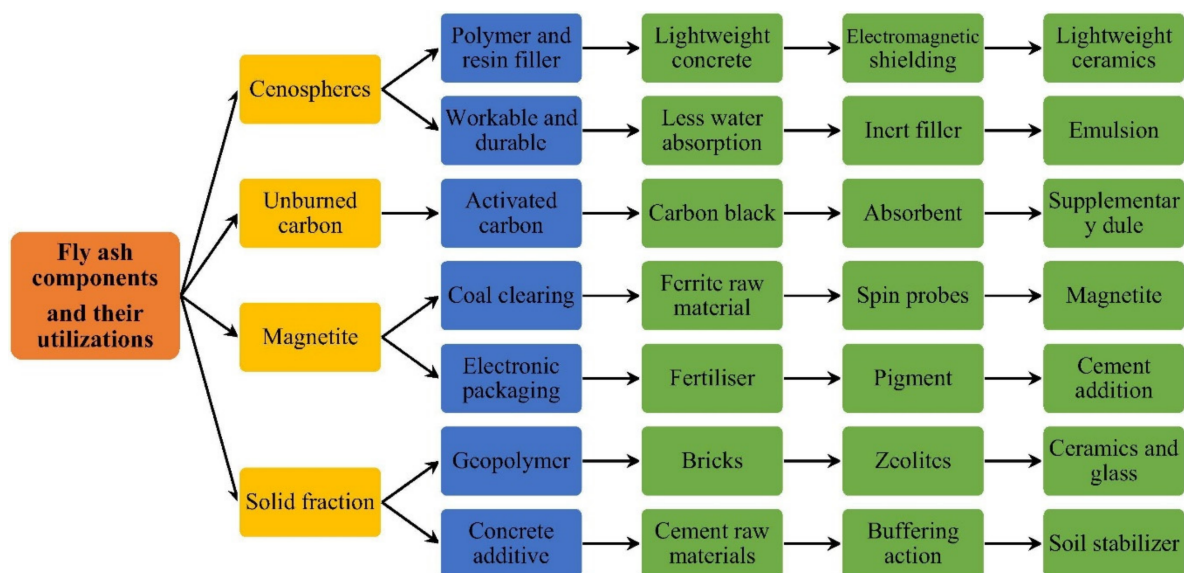 Fly ash
components
and their
utilizations
Cenospheres
Polymer and
resin filler
Lightweight
concrete
Electromagnetic
shielding
Lightweight
ceramics
Workable and
durable
Less water
absorption
Inert filler
Emulsion
Unburned
carbon
Activated
carbon
Carbon black
Absorbent
Supplementar
y dule
Magnetite
Coal clearing
Ferrite raw
material
Spin probes
Magnetite
Electronic
packaging
Fertiliser
Pigment
Cement
addition
Solid fraction
Geopolymer
Bricks
Zeolites
Ceramics and
glass
Concrete
additive
Cement raw
materials
Buffering
action
Soil stabilizer